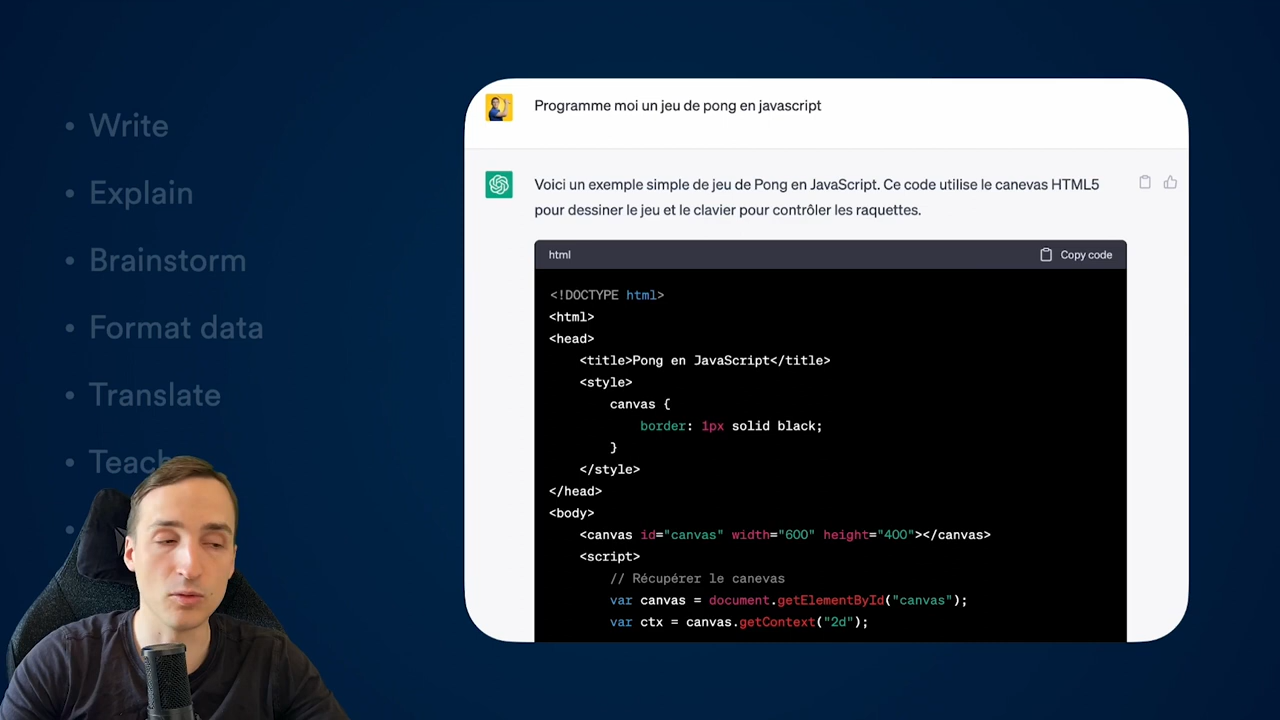 • Write
• Explain
• Brainstorm
• Format data
• Translate
• Teach
Programme moi un jeu de pong en javascript
Voici un exemple simple de jeu de Pong en JavaScript. Ce code utilise le canevas HTML5
pour dessiner le jeu et le clavier pour contrôler les raquettes.
html
Copy code
<!DOCTYPE html>
<html>
<head>
    <title>Pong en JavaScript</title>
    <style>
        canvas {
            border: 1px solid black;
        }
    </style>
</head>
<body>
    <canvas id="canvas" width="600" height="400"></canvas>
    <script>
        // Récupérer le canevas
        var canvas = document.getElementById("canvas");
        var ctx = canvas.getContext("2d");